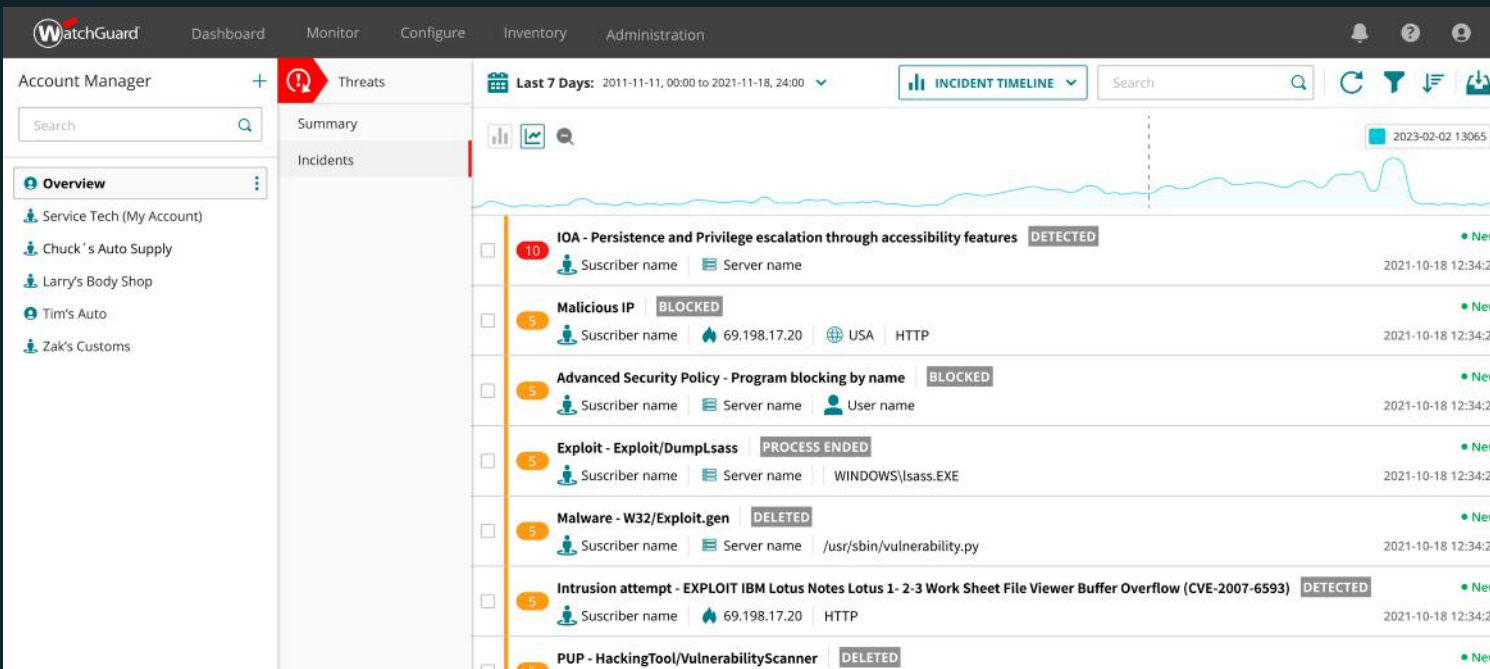 WatchGuard Dashboard Monitor Configure Inventory Administration
Account Manager
Search
Overview
Service Tech (My Account)
Chuck´s Auto Supply
Larry's Body Shop
Tim's Auto
Zak's Customs
Threats
Summary
Incidents
Last 7 Days: 2011-11-11, 00:00 to 2021-11-18, 24:00
INCIDENT TIMELINE
Search
2023-02-02 13065
10 IOA - Persistence and Privilege escalation through accessibility features DETECTED
Suscriber name Server name 2021-10-18 12:34:2
5 Malicious IP BLOCKED
Suscriber name 69.198.17.20 USA HTTP 2021-10-18 12:34:2
5 Advanced Security Policy - Program blocking by name BLOCKED
Suscriber name Server name User name 2021-10-18 12:34:2
5 Exploit - Exploit/DumpLsass PROCESS ENDED
Suscriber name Server name WINDOWS\lsass.EXE 2021-10-18 12:34:2
5 Malware - W32/Exploit.gen DELETED
Suscriber name Server name /usr/sbin/vulnerability.py 2021-10-18 12:34:2
5 Intrusion attempt - EXPLOIT IBM Lotus Notes Lotus 1- 2-3 Work Sheet File Viewer Buffer Overflow (CVE-2007-6593) DETECTED
Suscriber name 69.198.17.20 HTTP 2021-10-18 12:34:2
PUP - HackingTool/VulnerabilityScanner DELETED